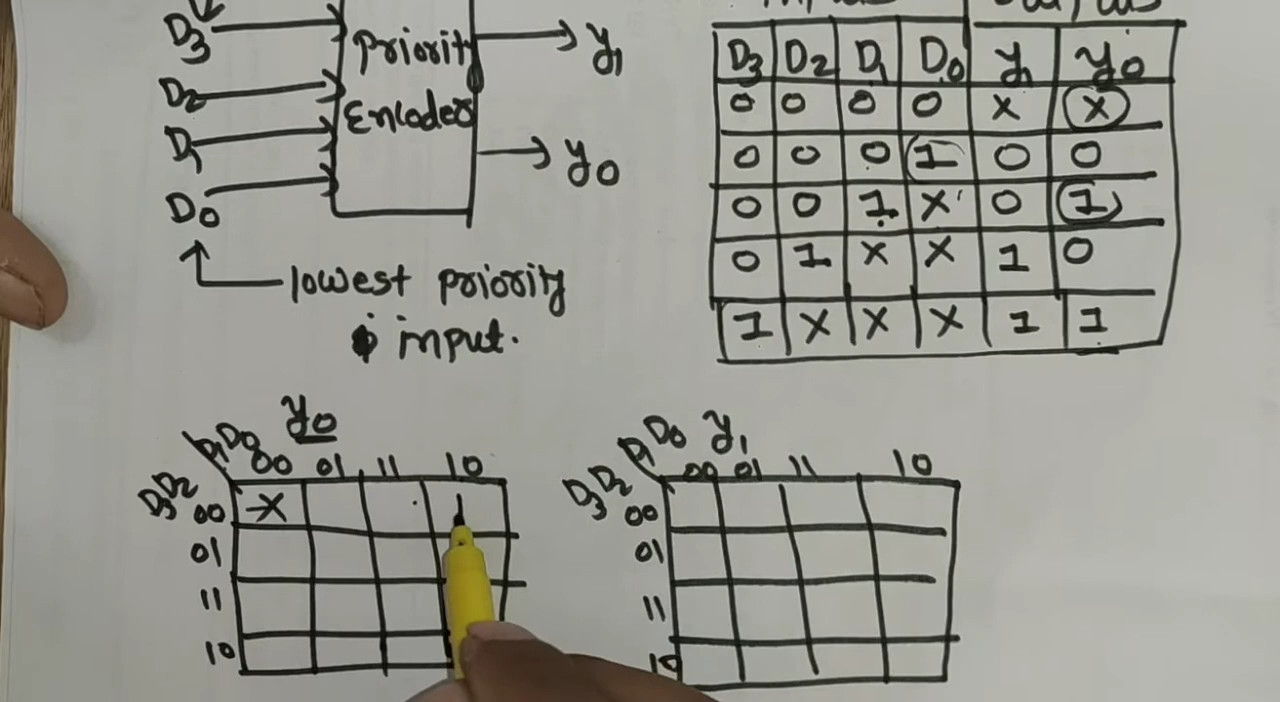 D3
D2
D1
D0
Priority
Encoder
y1
y0
lowest priority
input.
D3 D2 D1 D0 y1 y0
0 0 0 0 x x
0 0 0 1 0 0
0 0 1 x 0 1
0 1 x x 1 0
1 x x x 1 1
y0
D1D0
00 01 11 10
D3D2
00 x 1
01
11
10
y1
D1D0
00 01 11 10
D3D2
00
01
11
10